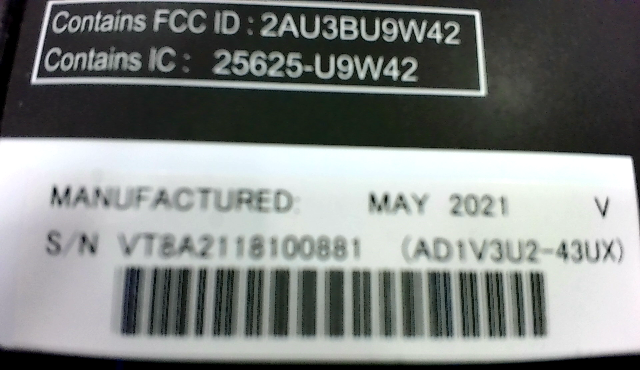 Contains FCC ID : 2AU3BU9W42
Contains IC : 25625-U9W42
MANUFACTURED: MAY 2021 V
S/N VT8A2118100881 (AD1V3U2-43UX)